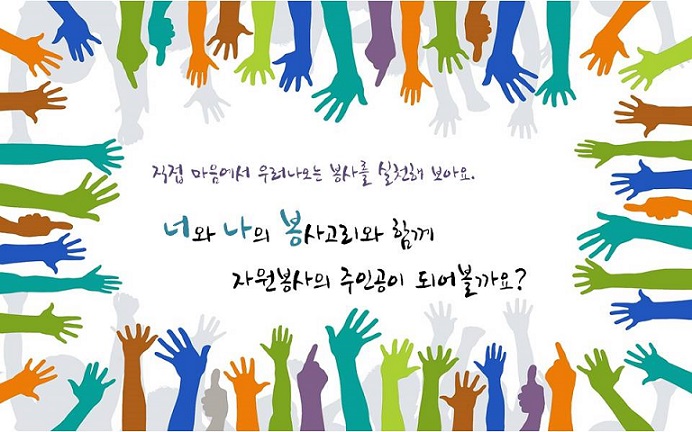 직접 마음에서 우러나오는 봉사를 실천해 보아요.
너와 나의 봉사고리와 함께
자원봉사의 주인공이 되어볼까요?